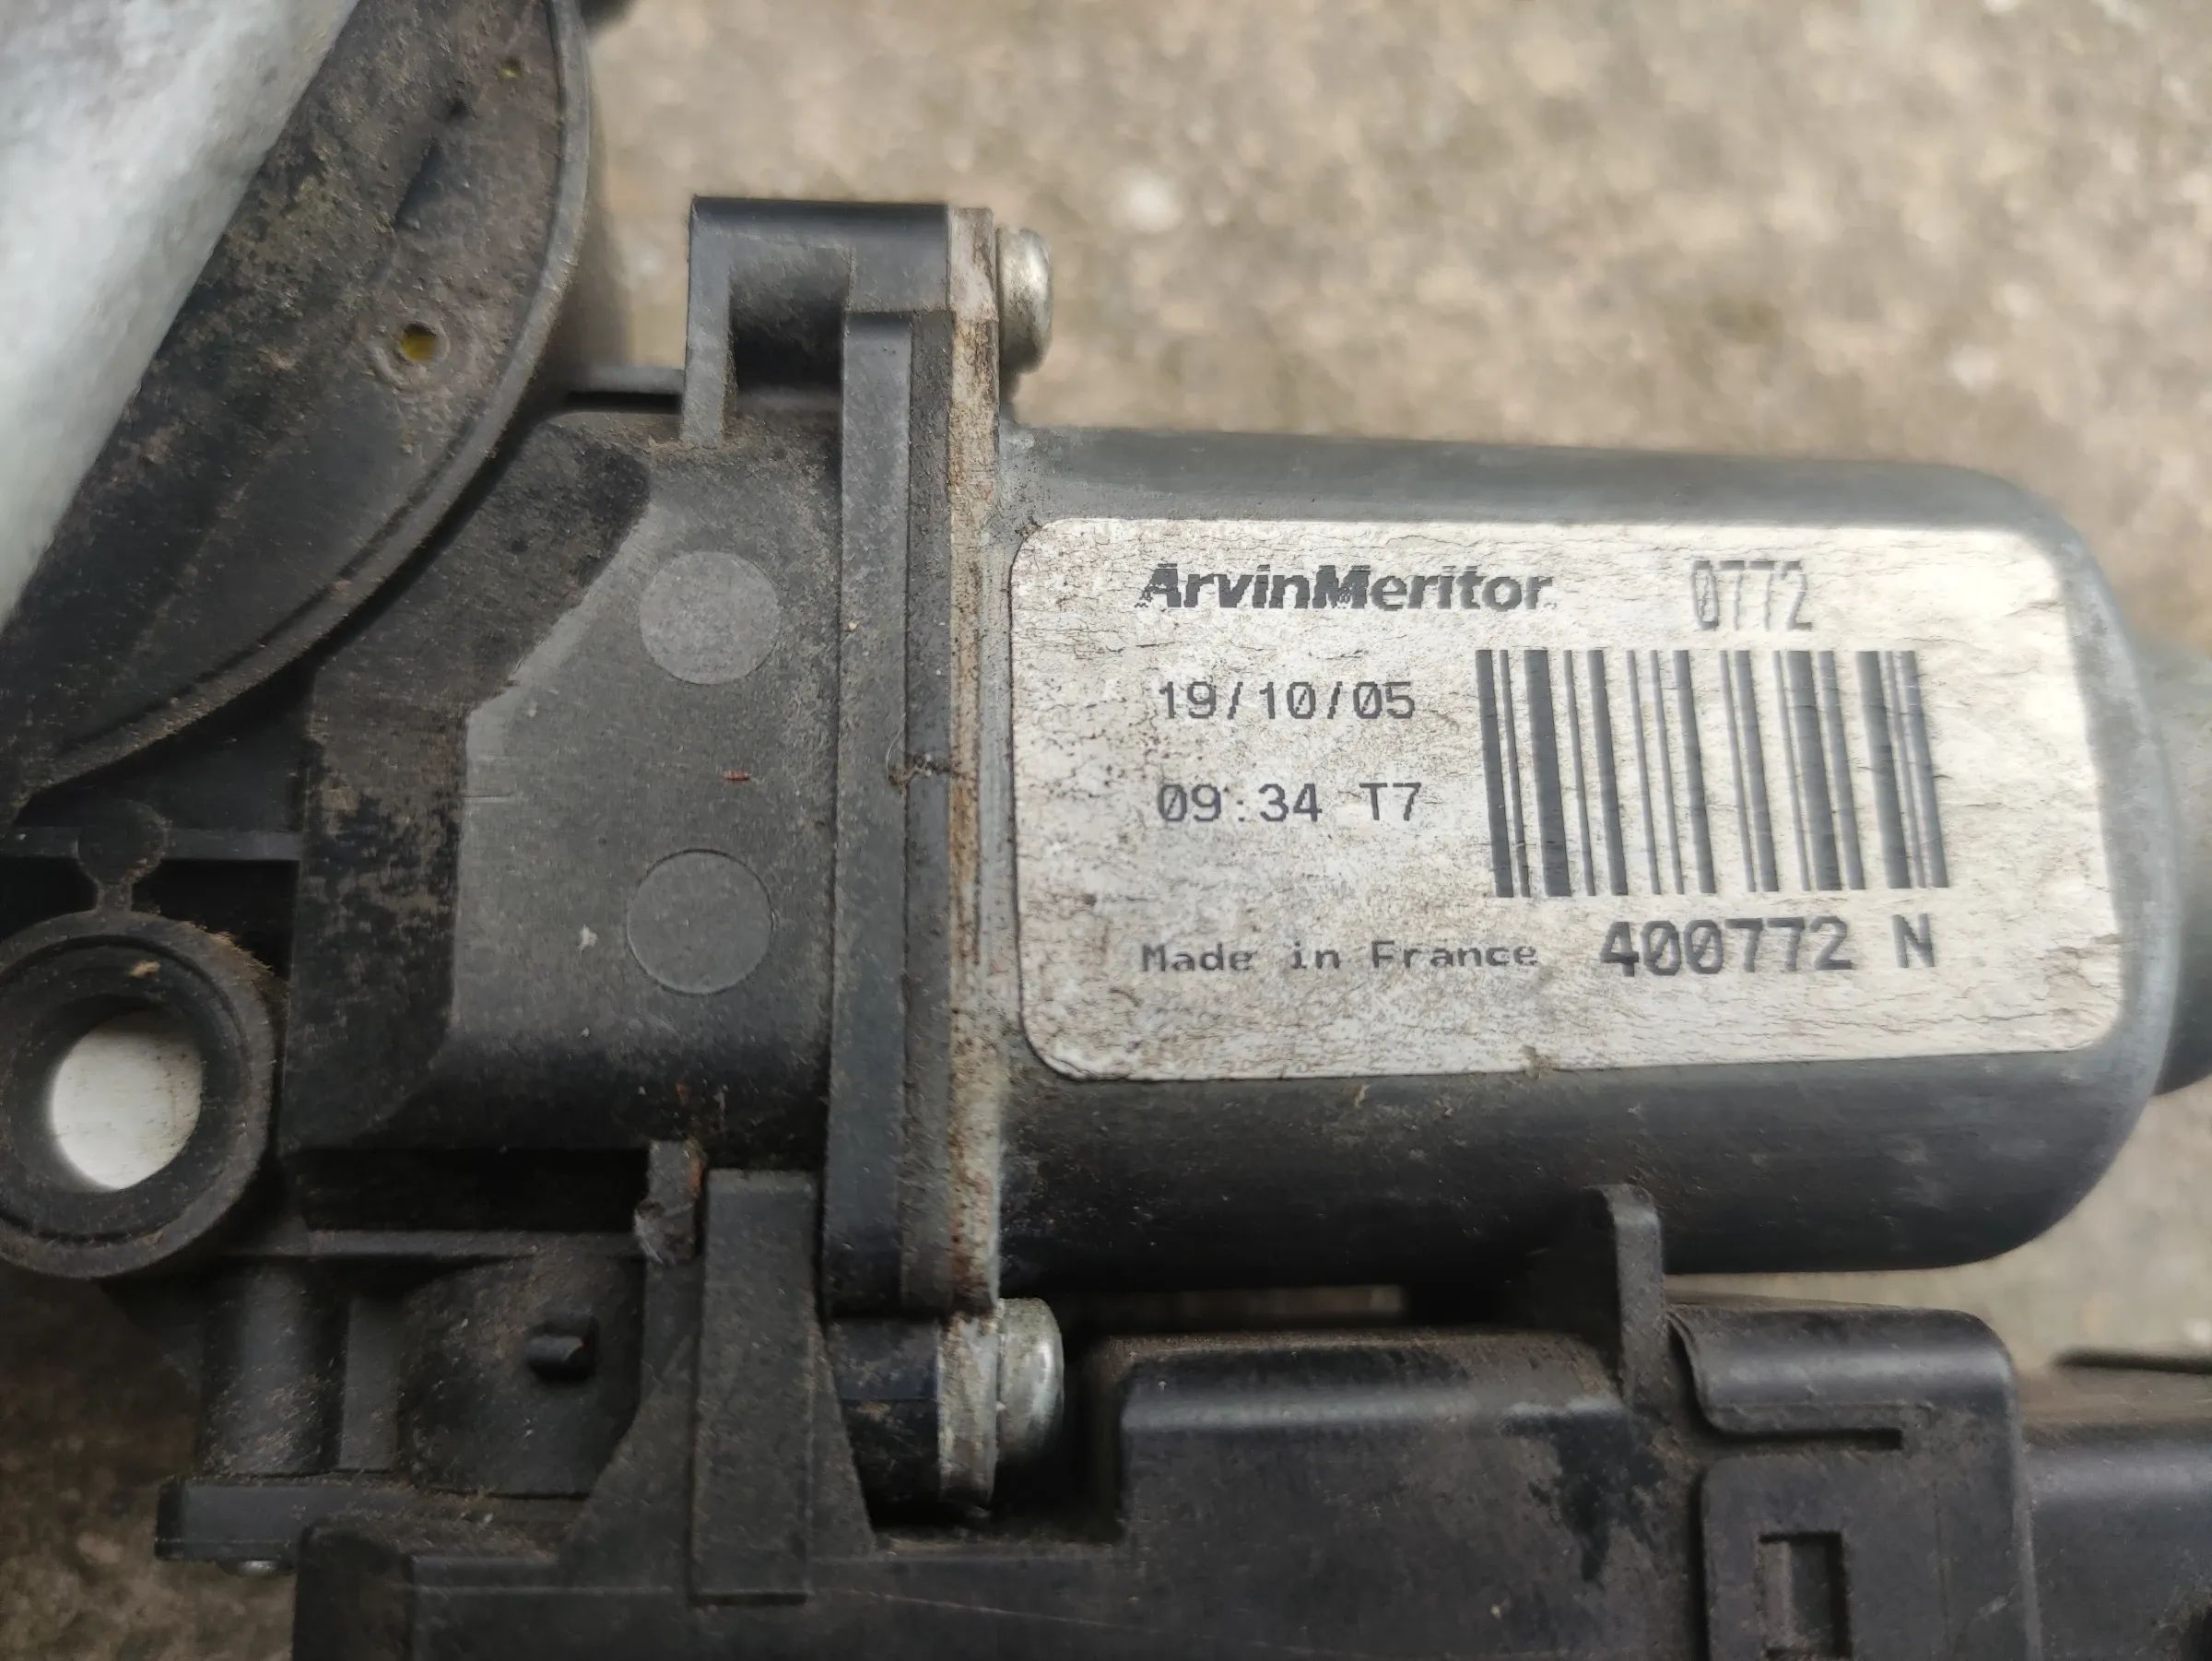 ArvinMeritor 0772
19/10/05
09:34 T7
Made in France 400772 N